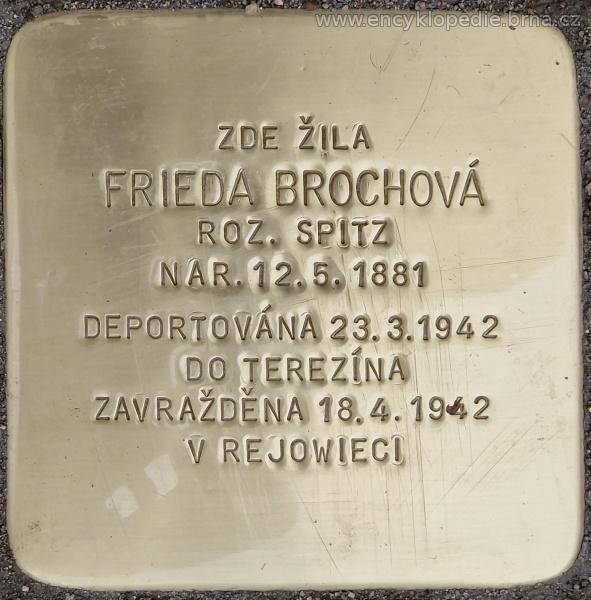 www.encyklopedie.brna.cz
ZDE ŽILA
FRIEDA BROCHOVÁ
ROZ. SPITZ
NAR. 12.5.1881
DEPORTOVÁNA 23.3.1942
DO TEREZÍNA
ZAVRAŽDĚNA 18.4.1942
V REJOWIECI